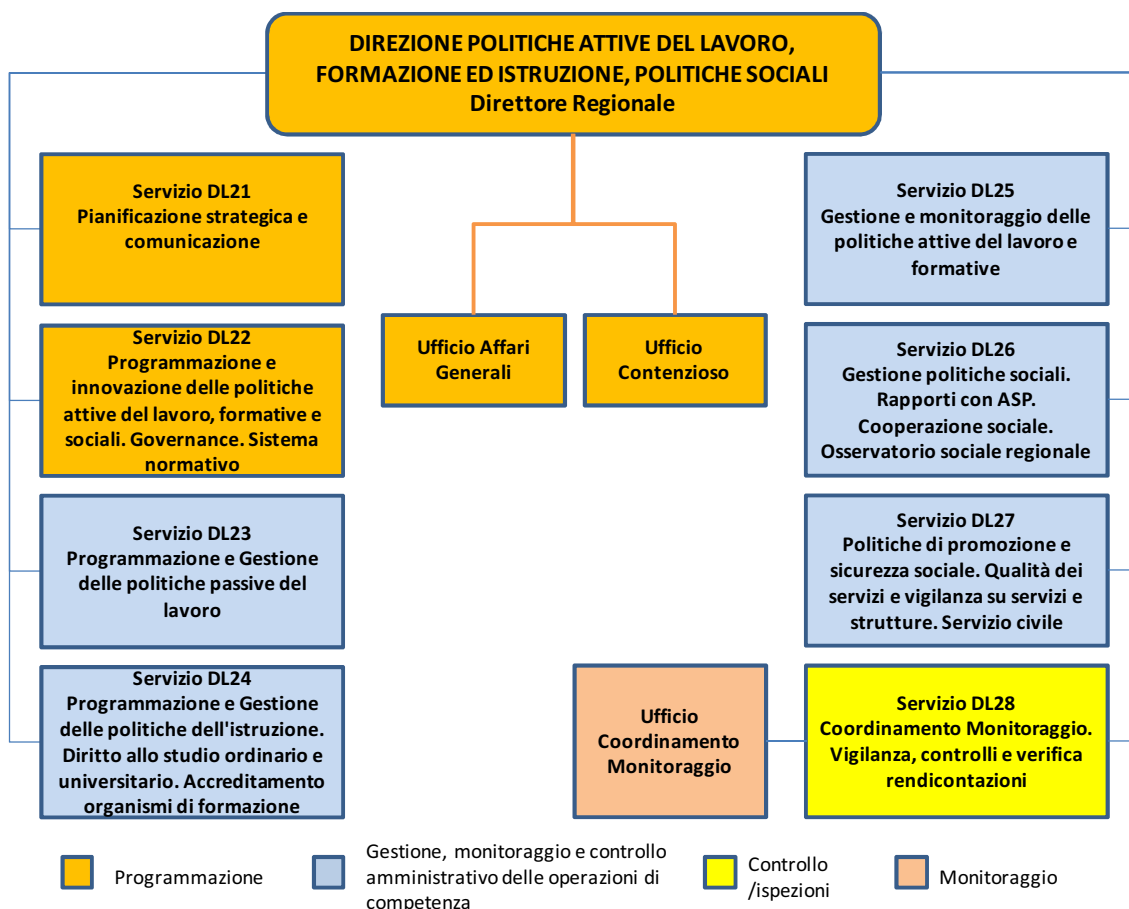 DIREZIONE POLITICHE ATTIVE DEL LAVORO,
FORMAZIONE ED ISTRUZIONE, POLITICHE SOCIALI
Direttore Regionale
Servizio DL21
Pianificazione strategica e
comunicazione
Servizio DL22
Programmazione e
innovazione delle politiche
attive del lavoro, formative e
sociali. Governance. Sistema
normativo
Servizio DL23
Programmazione e Gestione
delle politiche passive del
lavoro
Servizio DL24
Programmazione e Gestione
delle politiche dell'istruzione.
Diritto allo studio ordinario e
universitario. Accreditamento
organismi di formazione
Ufficio Affari
Generali
Ufficio
Contenzioso
Servizio DL25
Gestione e monitoraggio delle
politiche attive del lavoro e
formative
Servizio DL26
Gestione politiche sociali.
Rapporti con ASP.
Cooperazione sociale.
Osservatorio sociale regionale
Servizio DL27
Politiche di promozione e
sicurezza sociale. Qualità dei
servizi e vigilanza su servizi e
strutture. Servizio civile
Ufficio
Coordinamento
Monitoraggio
Servizio DL28
Coordinamento Monitoraggio.
Vigilanza, controlli e verifica
rendicontazioni
Programmazione
Gestione, monitoraggio e controllo
amministrativo delle operazioni di
competenza
Controllo
/ispezioni
Monitoraggio